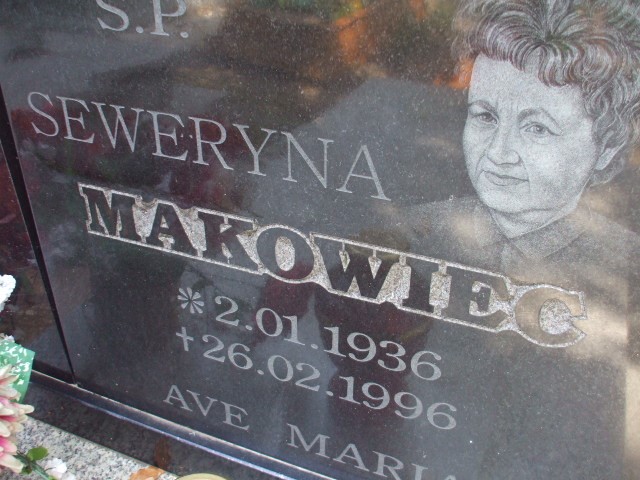 S.P.
SEWERYNA
MAKOWIEC
* 2.01.1936
† 26.02.1996
AVE MARIA